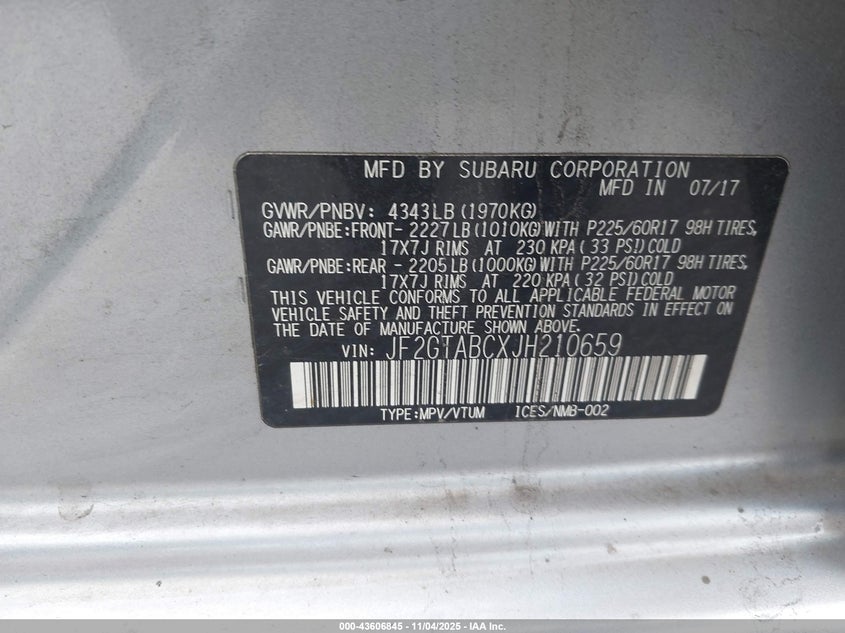 MFD BY SUBARU CORPORATION
MFD IN 07/17
GVWR/PNBV: 4343LB(1970KG)
GAWR/PNBE:FRONT- 2227LB(1010KG)WITH P225/60R17 98H TIRES,
17X7J RIMS AT 230 KPA(33 PSI)COLD
GAWR/PNBE:REAR - 2205LB(1000KG)WITH P225/60R17 98H TIRES,
17X7J RIMS AT 220 KPA(32 PSI)COLD
THIS VEHICLE CONFORMS TO ALL APPLICABLE FEDERAL MOTOR
VEHICLE SAFETY AND THEFT PREVENTION STANDARDS IN EFFECT ON
THE DATE OF MANUFACTURE SHOWN ABOVE.
VIN: JF2GTABCXJH210659
TYPE:MPV/VTUM ICES/NMB-002
000-43606845 - 11/04/2025 - IAA Inc.